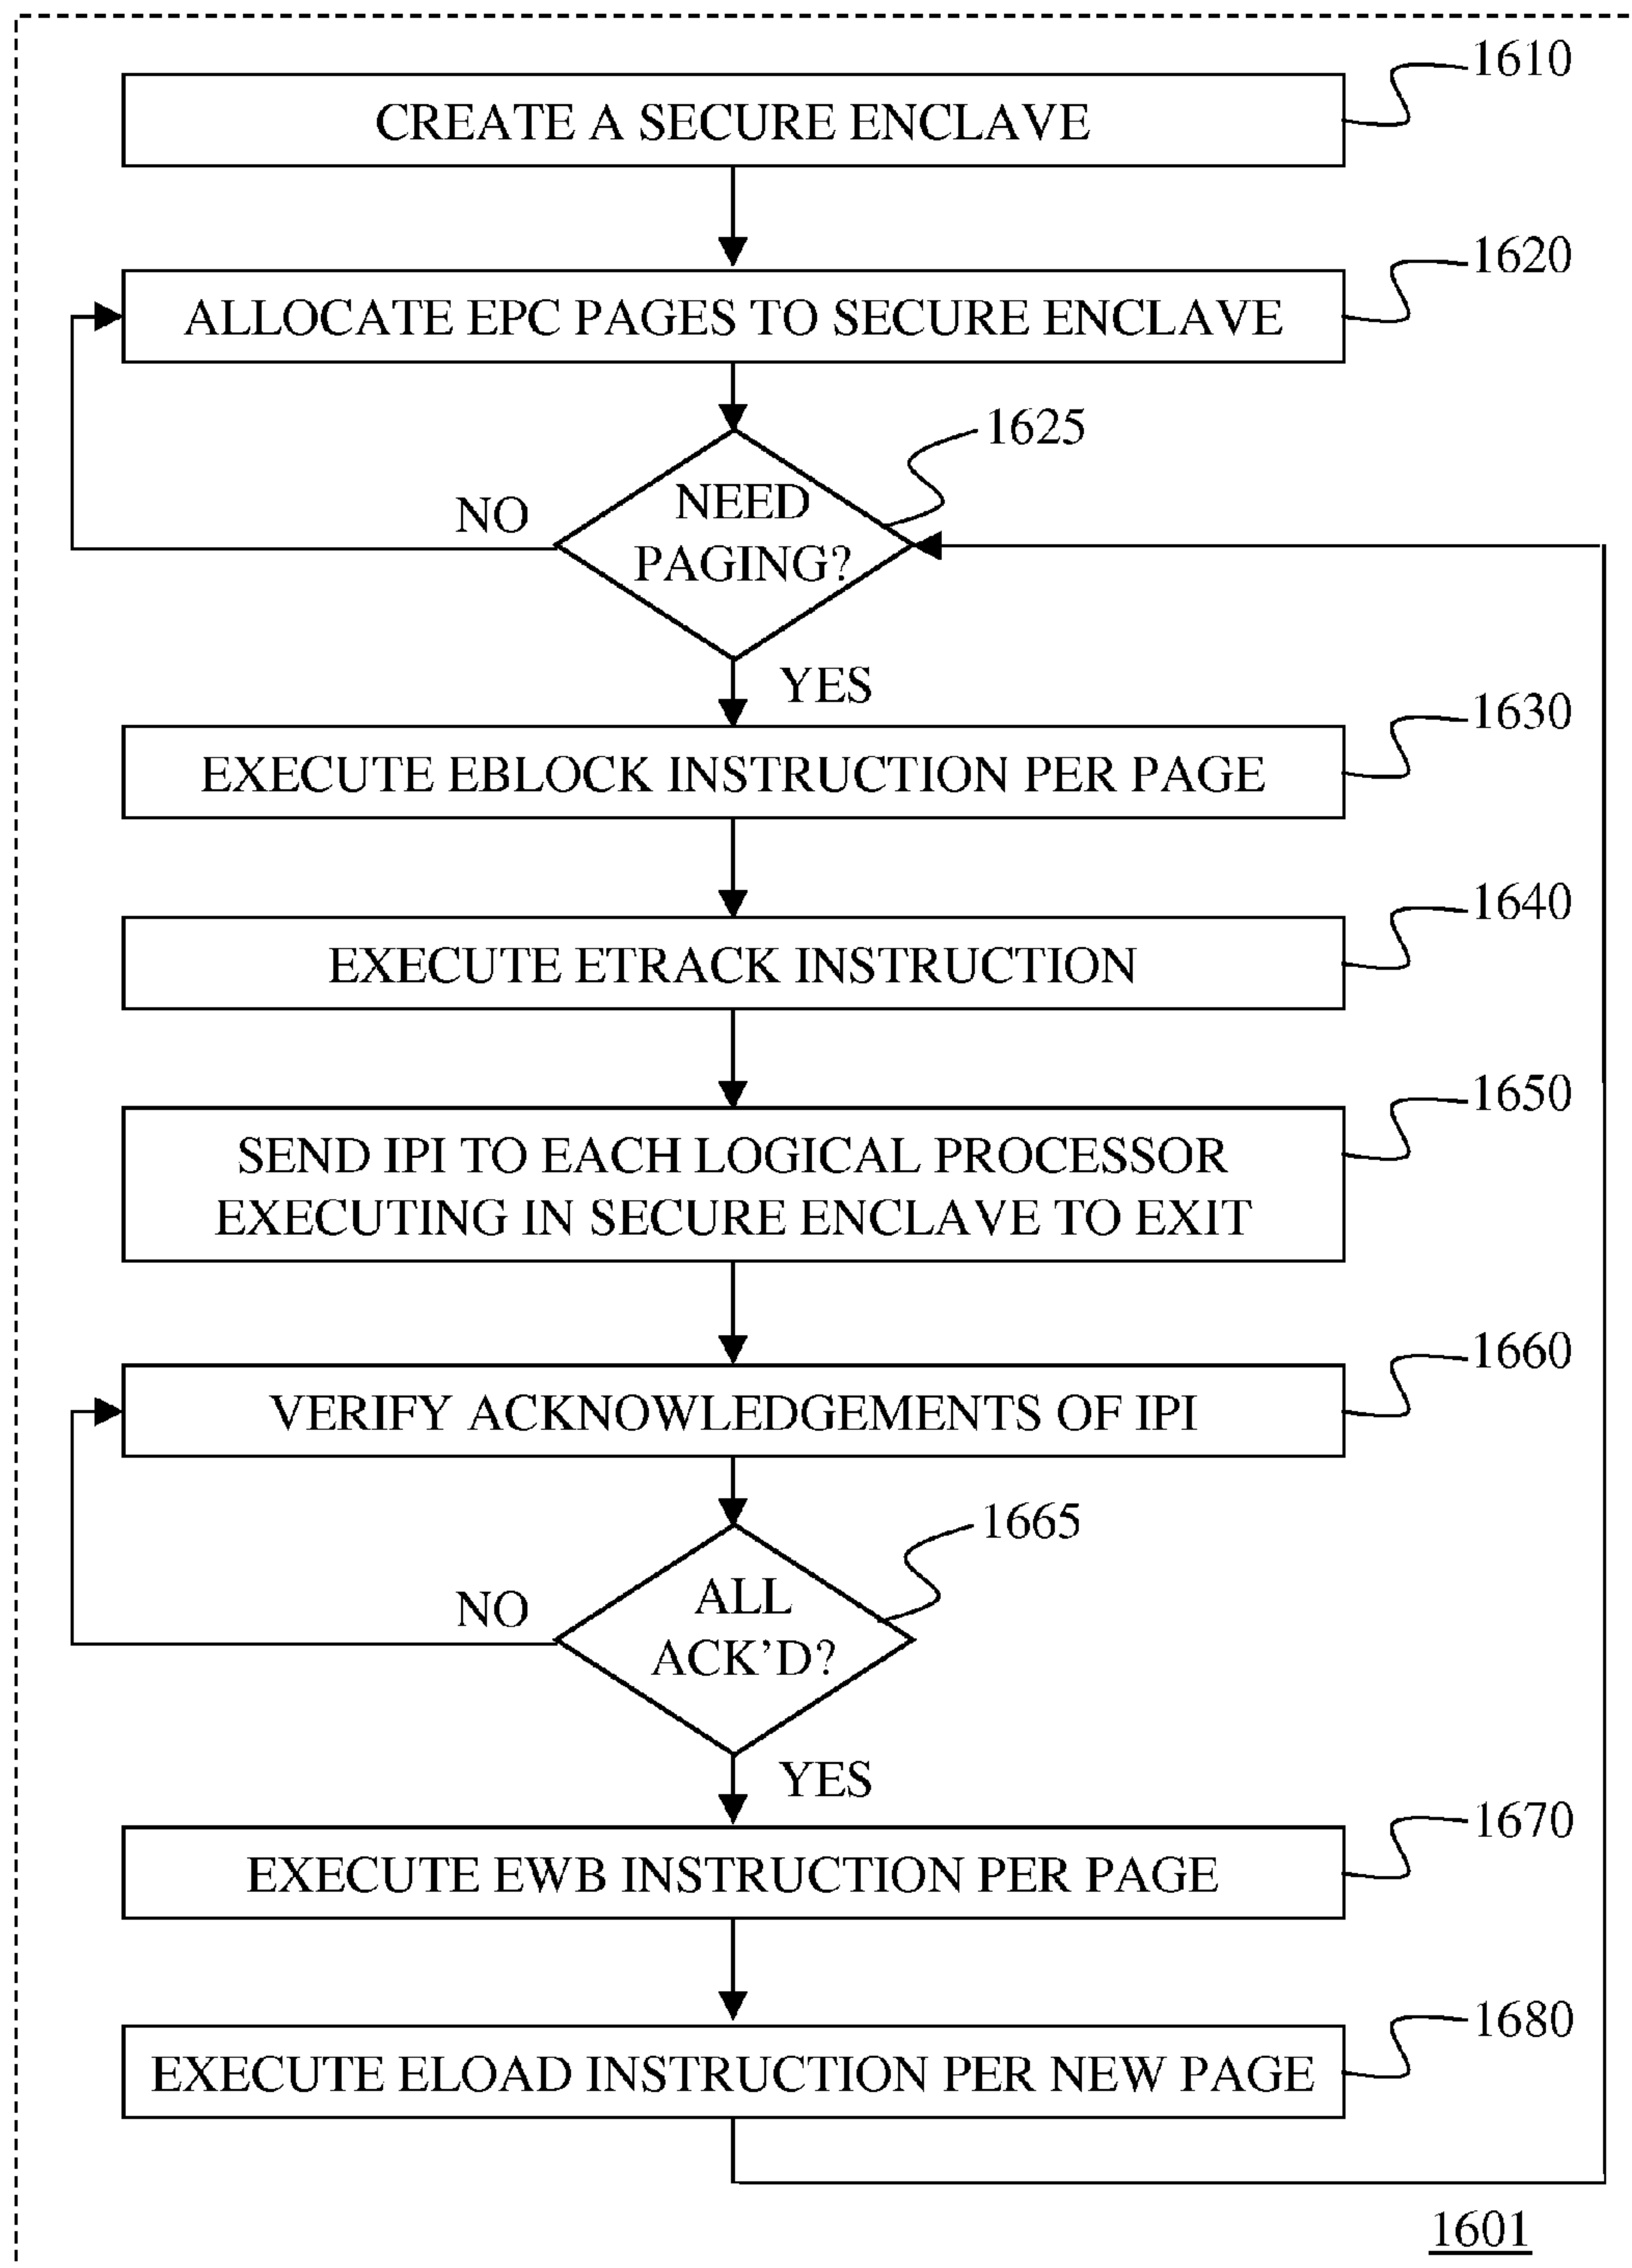 1610
CREATE A SECURE ENCLAVE
1620
ALLOCATE EPC PAGES TO SECURE ENCLAVE
1625
NEED
PAGING?
NO
YES
1630
EXECUTE EBLOCK INSTRUCTION PER PAGE
1640
EXECUTE ETRACK INSTRUCTION
1650
SEND IPI TO EACH LOGICAL PROCESSOR
EXECUTING IN SECURE ENCLAVE TO EXIT
1660
VERIFY ACKNOWLEDGEMENTS OF IPI
1665
ALL
ACK’D?
NO
YES
1670
EXECUTE EWB INSTRUCTION PER PAGE
1680
EXECUTE ELOAD INSTRUCTION PER NEW PAGE
1601